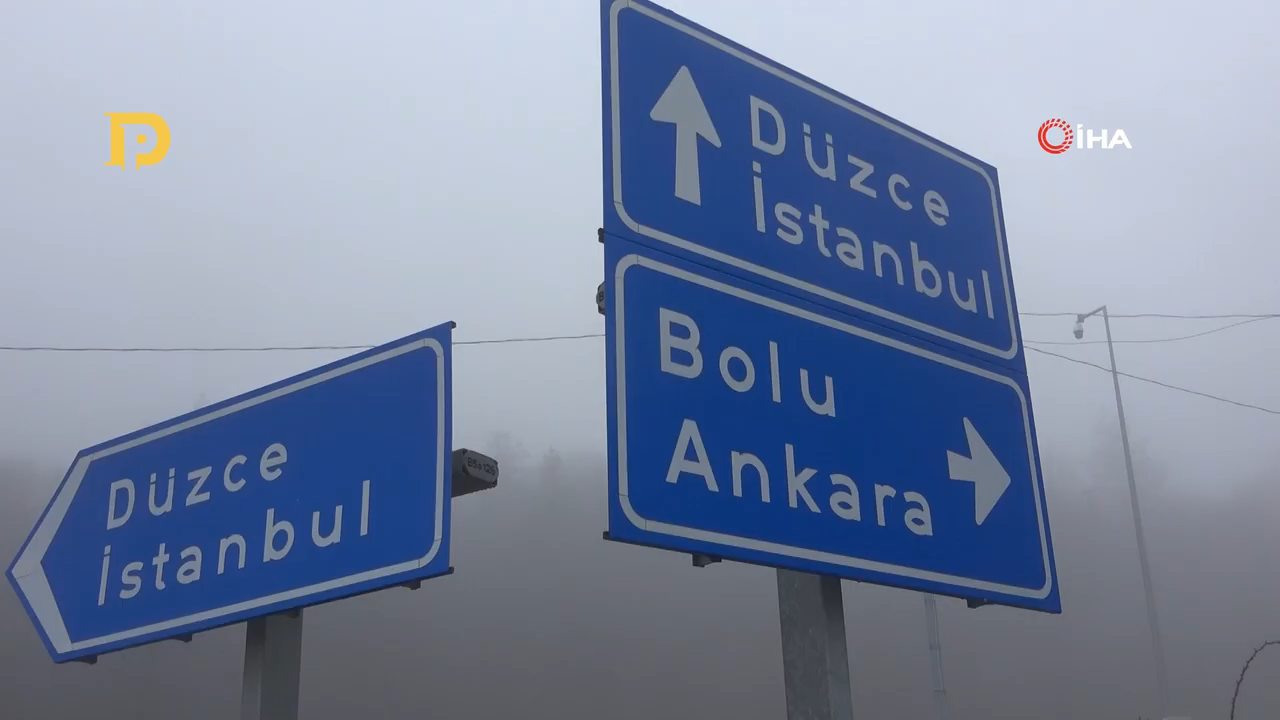 İHA
Düzce
İstanbul
Bolu
Ankara
Düzce
İstanbul